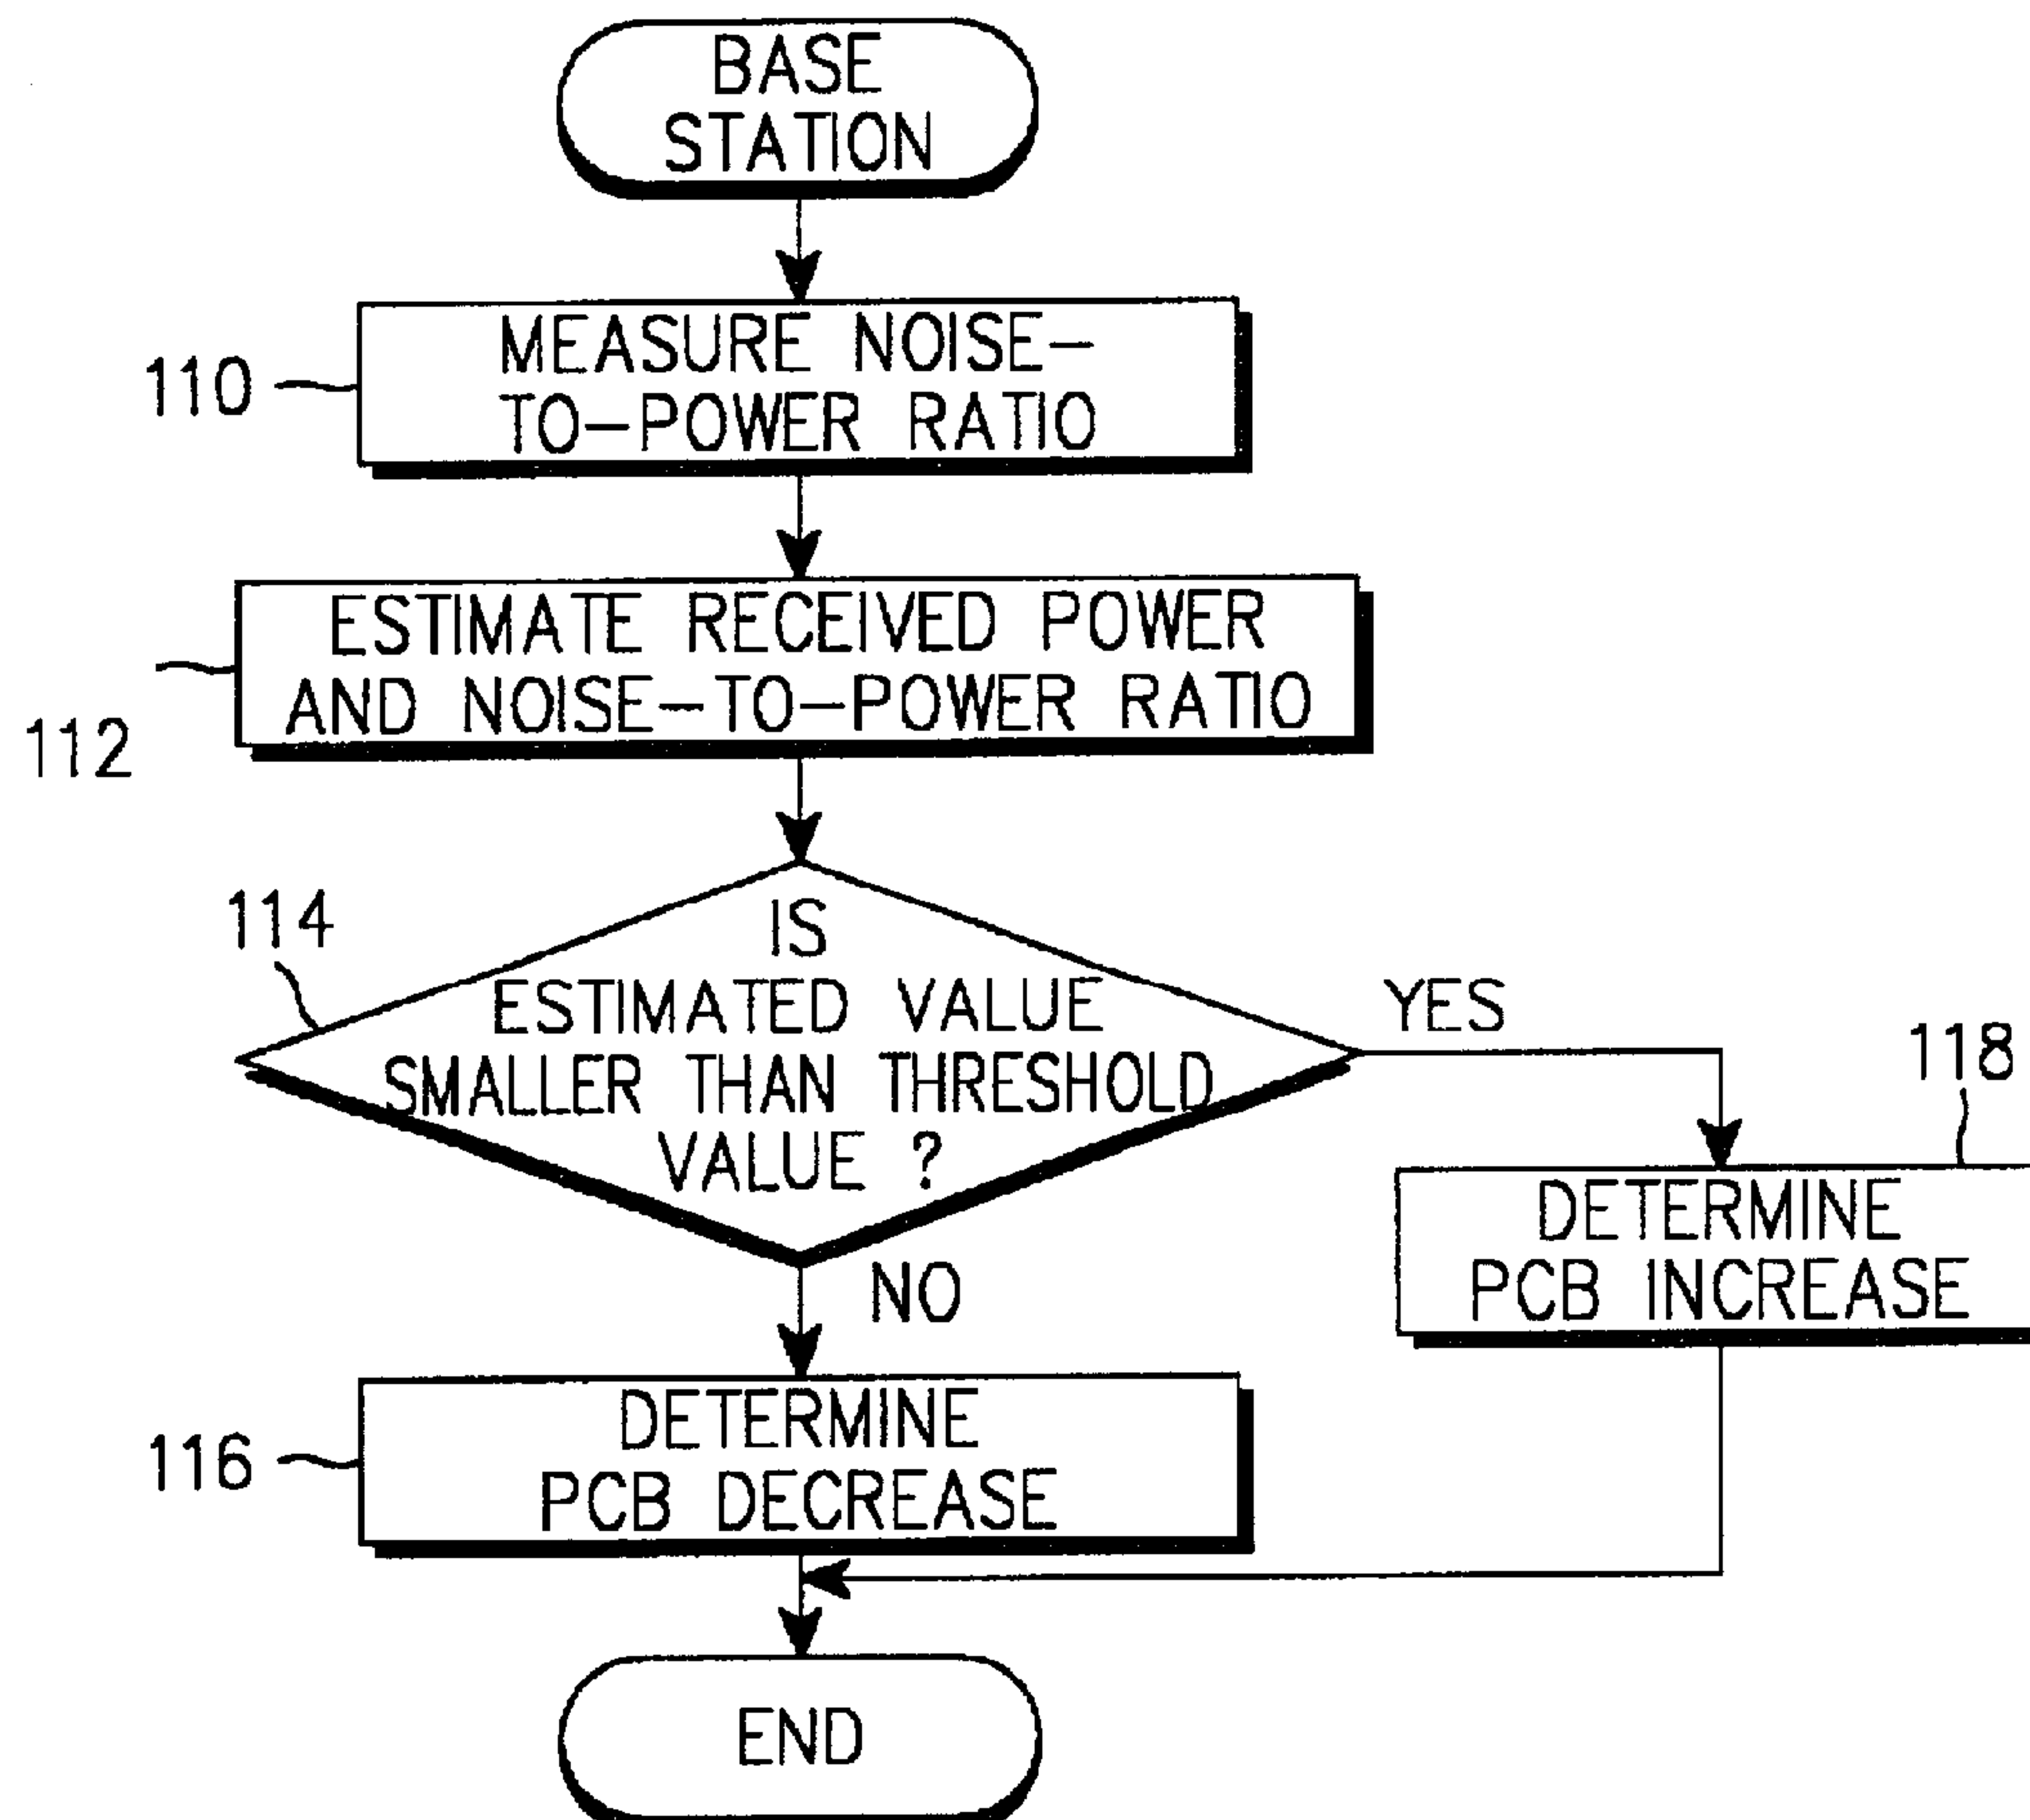 BASE
STATION
110
MEASURE NOISE-
TO-POWER RATIO
112
ESTIMATE RECEIVED POWER
AND NOISE-TO-POWER RATIO
114
IS
ESTIMATED VALUE
SMALLER THAN THRESHOLD
VALUE ?
YES
118
DETERMINE
PCB INCREASE
NO
116
DETERMINE
PCB DECREASE
END